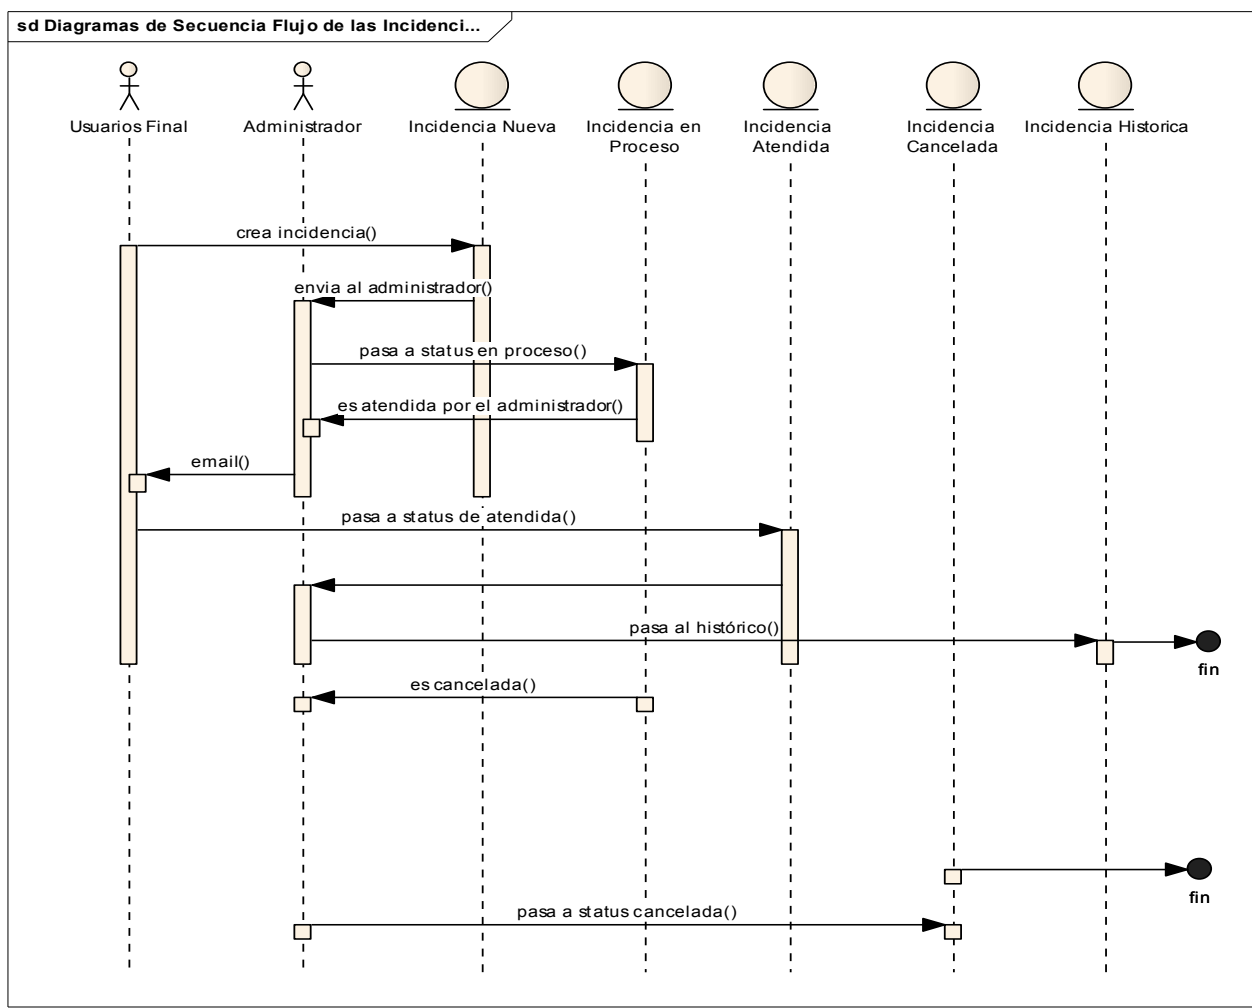 sd Diagramas de Secuencia Flujo de las Incidenci...
Usuarios Final
Administrador
Incidencia Nueva
Incidencia en
Proceso
Incidencia
Atendida
Incidencia
Cancelada
Incidencia Historica
crea incidencia()
envia al administrador()
pasa a status en proceso()
es atendida por el administrador()
email()
pasa a status de atendida()
pasa al histórico()
fin
es cancelada()
fin
pasa a status cancelada()